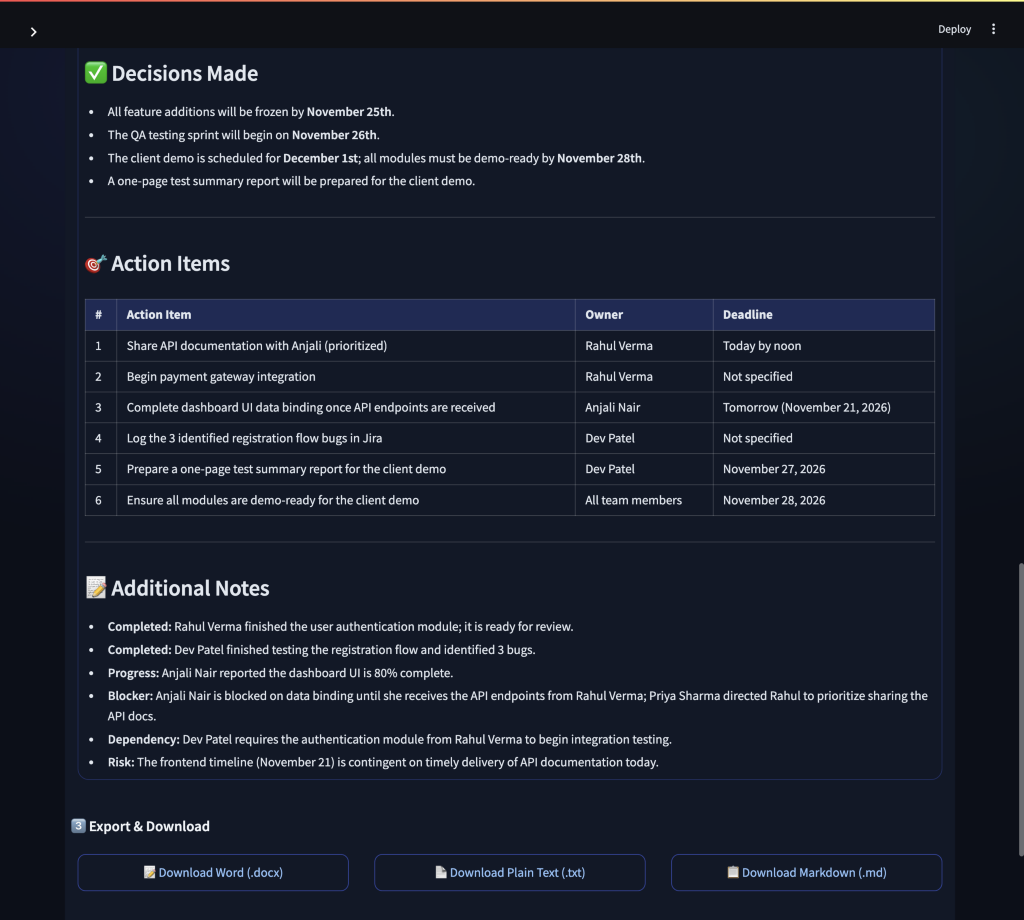 Deploy
✅ Decisions Made
• All feature additions will be frozen by November 25th.
• The QA testing sprint will begin on November 26th.
• The client demo is scheduled for December 1st; all modules must be demo-ready by November 28th.
• A one-page test summary report will be prepared for the client demo.
🎯 Action Items
# Action Item Owner Deadline
1 Share API documentation with Anjali (prioritized) Rahul Verma Today by noon
2 Begin payment gateway integration Rahul Verma Not specified
3 Complete dashboard UI data binding once API endpoints are received Anjali Nair Tomorrow (November 21, 2026)
4 Log the 3 identified registration flow bugs in Jira Dev Patel Not specified
5 Prepare a one-page test summary report for the client demo Dev Patel November 27, 2026
6 Ensure all modules are demo-ready for the client demo All team members November 28, 2026
📝 Additional Notes
• Completed: Rahul Verma finished the user authentication module; it is ready for review.
• Completed: Dev Patel finished testing the registration flow and identified 3 bugs.
• Progress: Anjali Nair reported the dashboard UI is 80% complete.
• Blocker: Anjali Nair is blocked on data binding until she receives the API endpoints from Rahul Verma; Priya Sharma directed Rahul to prioritize sharing the
API docs.
• Dependency: Dev Patel requires the authentication module from Rahul Verma to begin integration testing.
• Risk: The frontend timeline (November 21) is contingent on timely delivery of API documentation today.
3️⃣ Export & Download
📝 Download Word (.docx) 📄 Download Plain Text (.txt) 📋 Download Markdown (.md)